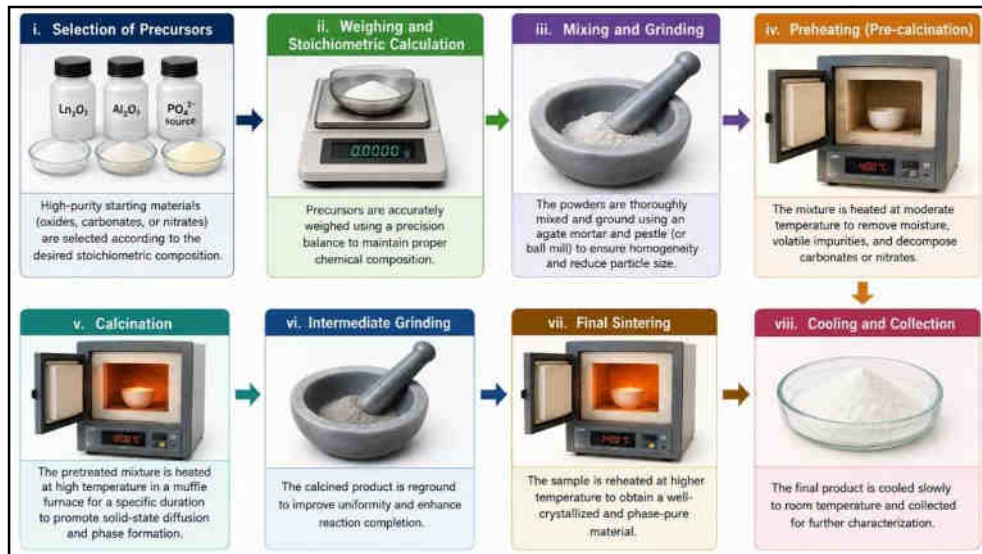 i. Selection of Precursors
Ln₂O₃
Al₂O₃
PO₄³⁻
source
High-purity starting materials
(oxides, carbonates, or nitrates)
are selected according to the
desired stoichiometric composition.
ii. Weighing and
Stoichiometric Calculation
0.0000 g
Precursors are accurately
weighed using a precision
balance to maintain proper
chemical composition.
iii. Mixing and Grinding
The powders are thoroughly
mixed and ground using an
agate mortar and pestle (or
ball mill) to ensure homogeneity
and reduce particle size.
iv. Preheating (Pre-calcination)
400°C
The mixture is heated at moderate
temperature to remove moisture,
volatile impurities, and decompose
carbonates or nitrates.
v. Calcination
The pretreated mixture is heated
at high temperature in a muffle
furnace for a specific duration
to promote solid-state diffusion
and phase formation.
vi. Intermediate Grinding
The calcined product is reground
to improve uniformity and enhance
reaction completion.
vii. Final Sintering
The sample is reheated at higher
temperature to obtain a well-
crystallized and phase-pure
material.
viii. Cooling and Collection
The final product is cooled slowly
to room temperature and collected
for further characterization.